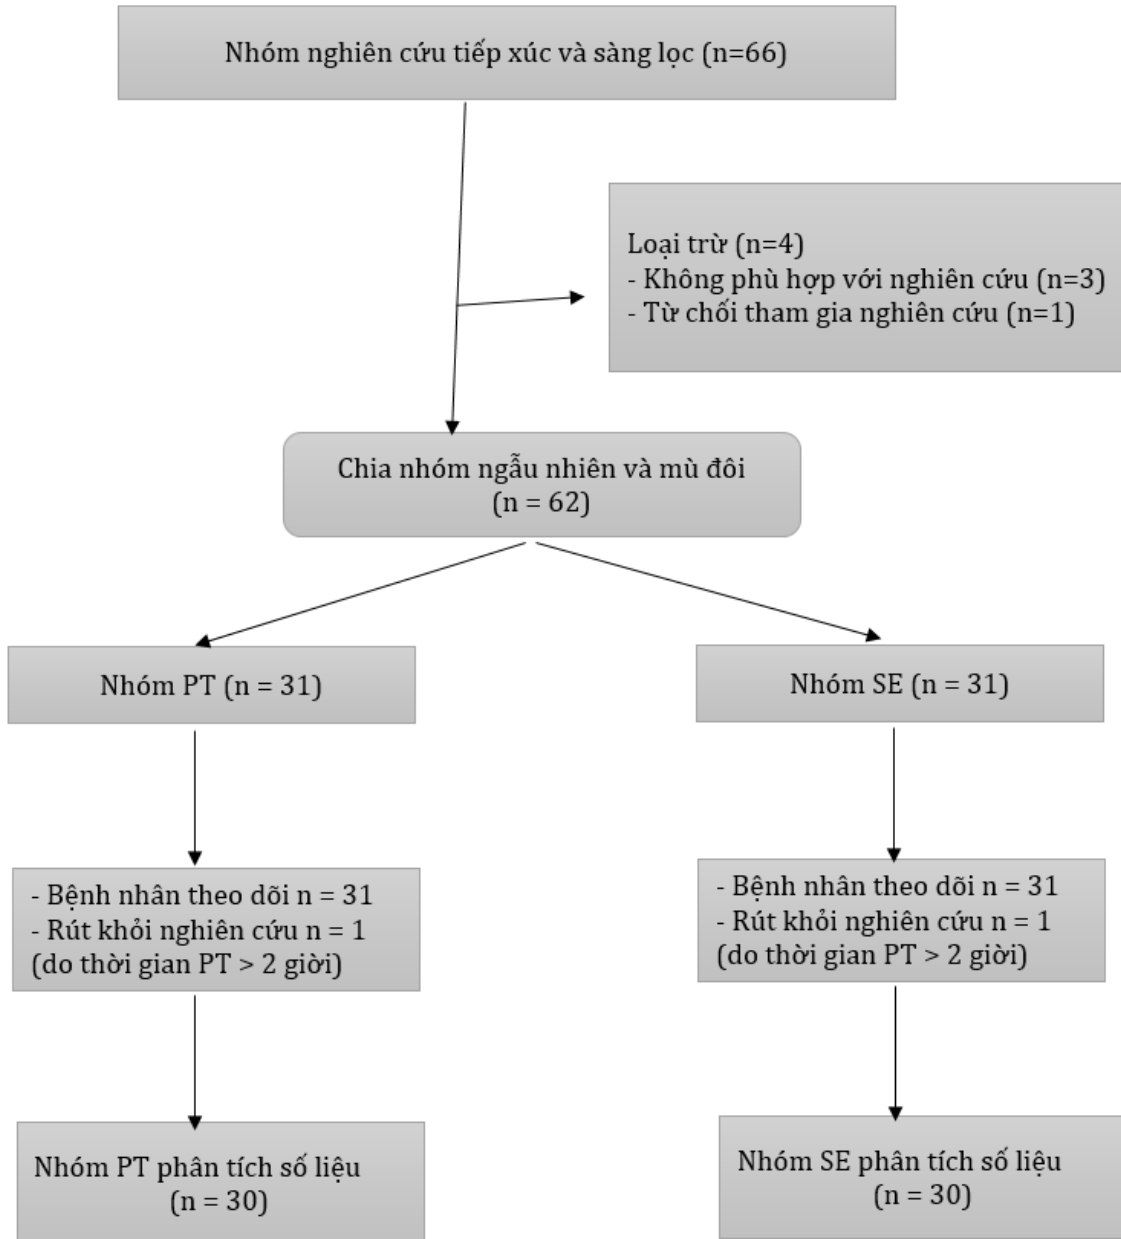 Nhóm nghiên cứu tiếp xúc và sàng lọc (n=66)
Loại trừ (n=4)
- Không phù hợp với nghiên cứu (n=3)
- Từ chối tham gia nghiên cứu (n=1)
Chia nhóm ngẫu nhiên và mù đôi
(n = 62)
Nhóm PT (n = 31)
Nhóm SE (n = 31)
- Bệnh nhân theo dõi n = 31
- Rút khỏi nghiên cứu n = 1
(do thời gian PT > 2 giời)
- Bệnh nhân theo dõi n = 31
- Rút khỏi nghiên cứu n = 1
(do thời gian PT > 2 giời)
Nhóm PT phân tích số liệu
(n = 30)
Nhóm SE phân tích số liệu
(n = 30)